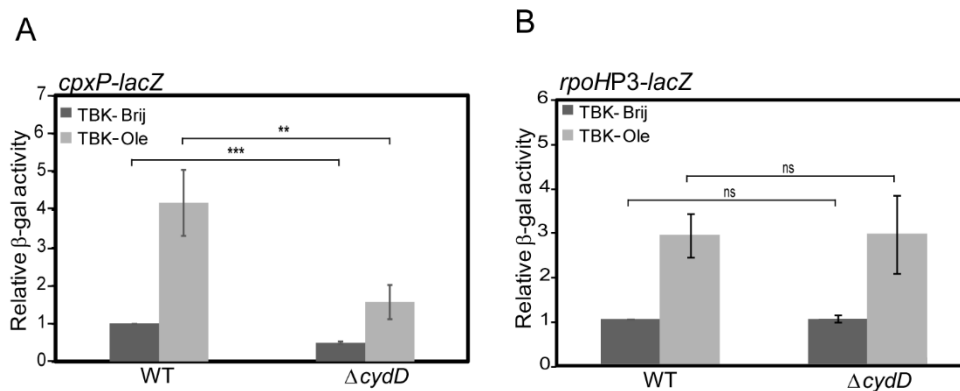 A
cpxP-lacZ
Relative β-gal activity
7
6
5
4
3
2
1
0
TBK-Brij
TBK-Ole
**
***
WT
ΔcydD
B
rpoHP3-lacZ
Relative β-gal activity
6
5
4
3
2
1
0
TBK-Brij
TBK-Ole
ns
ns
WT
ΔcydD